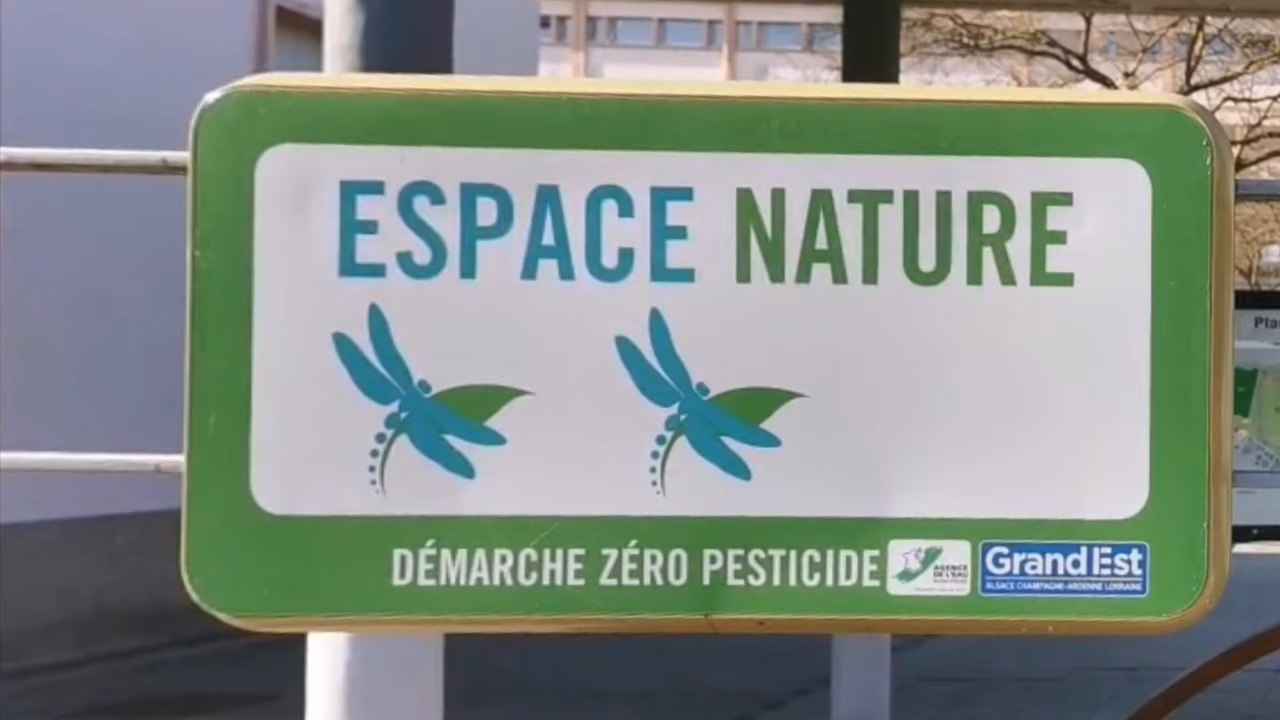 ESPACE NATURE
DÉMARCHE ZÉRO PESTICIDE
AGENCE
DE L'EAU
Grand Est
ALSACE CHAMPAGNE-ARDENNE LORRAINE